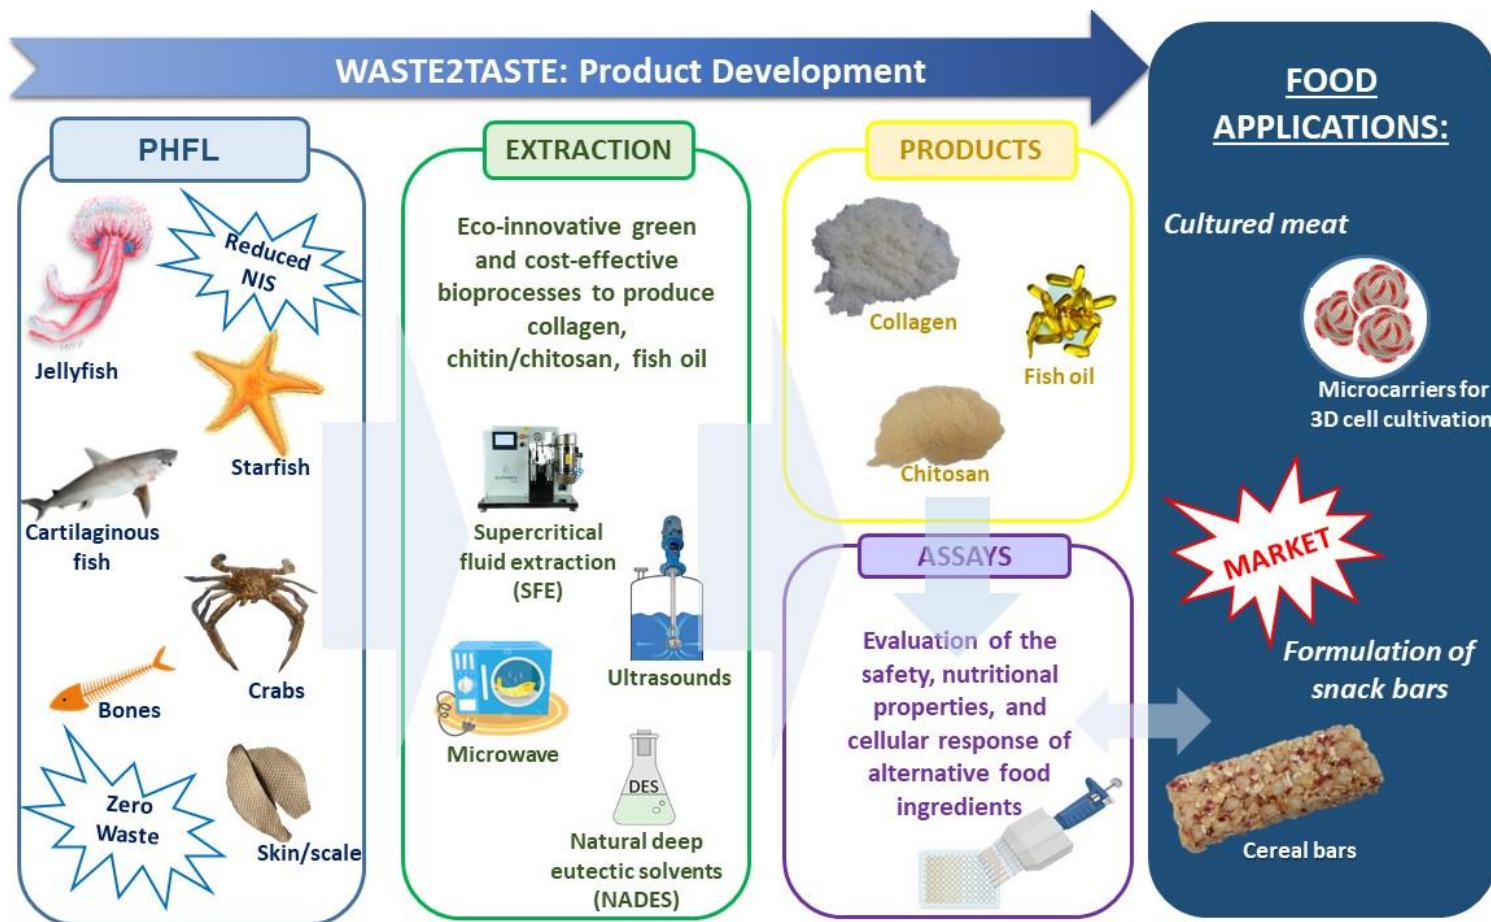 WASTE2TASTE: Product Development
PHFL
Reduced
NIS
Jellyfish
Starfish
Cartilaginous
fish
Crabs
Bones
Zero
Waste
Skin/scale
EXTRACTION
Eco-innovative green
and cost-effective
bioprocesses to produce
collagen,
chitin/chitosan, fish oil
Supercritical
fluid extraction
(SFE)
Ultrasounds
Microwave
DES
Natural deep
eutectic solvents
(NADES)
PRODUCTS
Collagen
Fish oil
Chitosan
ASSAYS
Evaluation of the
safety, nutritional
properties, and
cellular response of
alternative food
ingredients
FOOD
APPLICATIONS:
Cultured meat
Microcarriers for
3D cell cultivation
MARKET
Formulation of
snack bars
Cereal bars